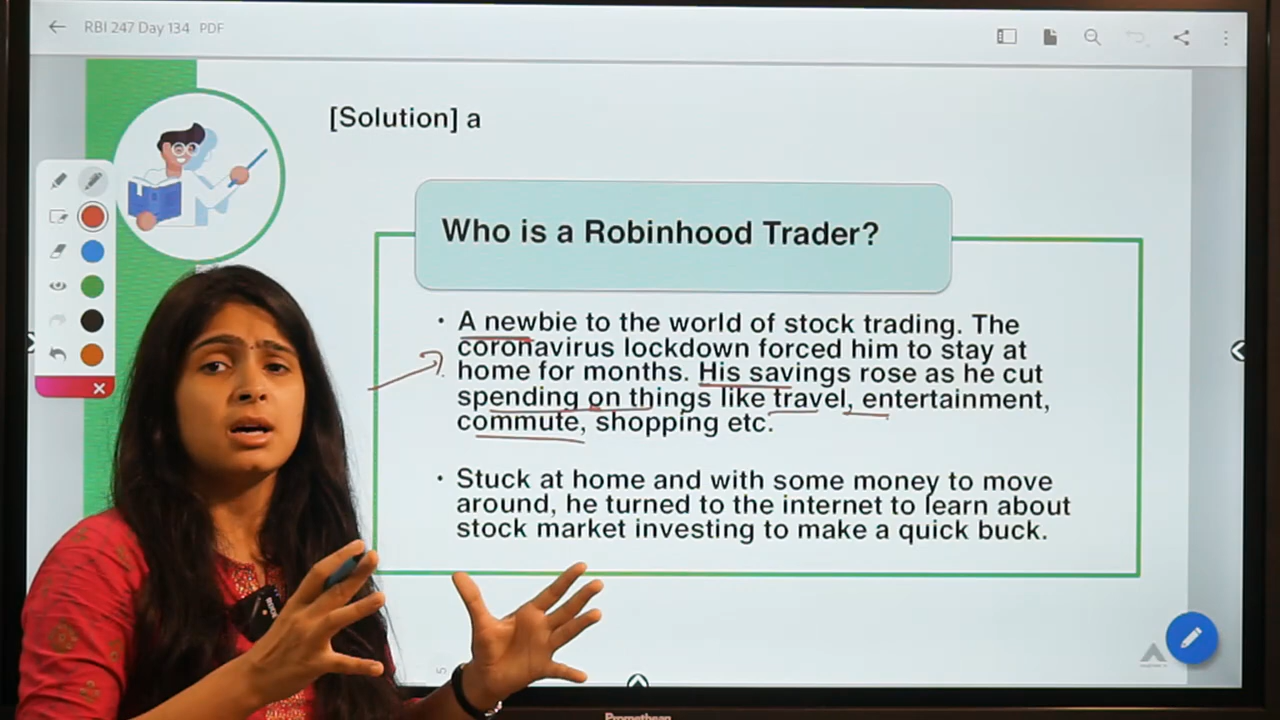 RBI 247 Day 134 PDF
[Solution] a
Who is a Robinhood Trader?
• A newbie to the world of stock trading. The
coronavirus lockdown forced him to stay at
home for months. His savings rose as he cut
spending on things like travel, entertainment,
commute, shopping etc.
• Stuck at home and with some money to move
around, he turned to the internet to learn about
stock market investing to make a quick buck.
5
Promethean